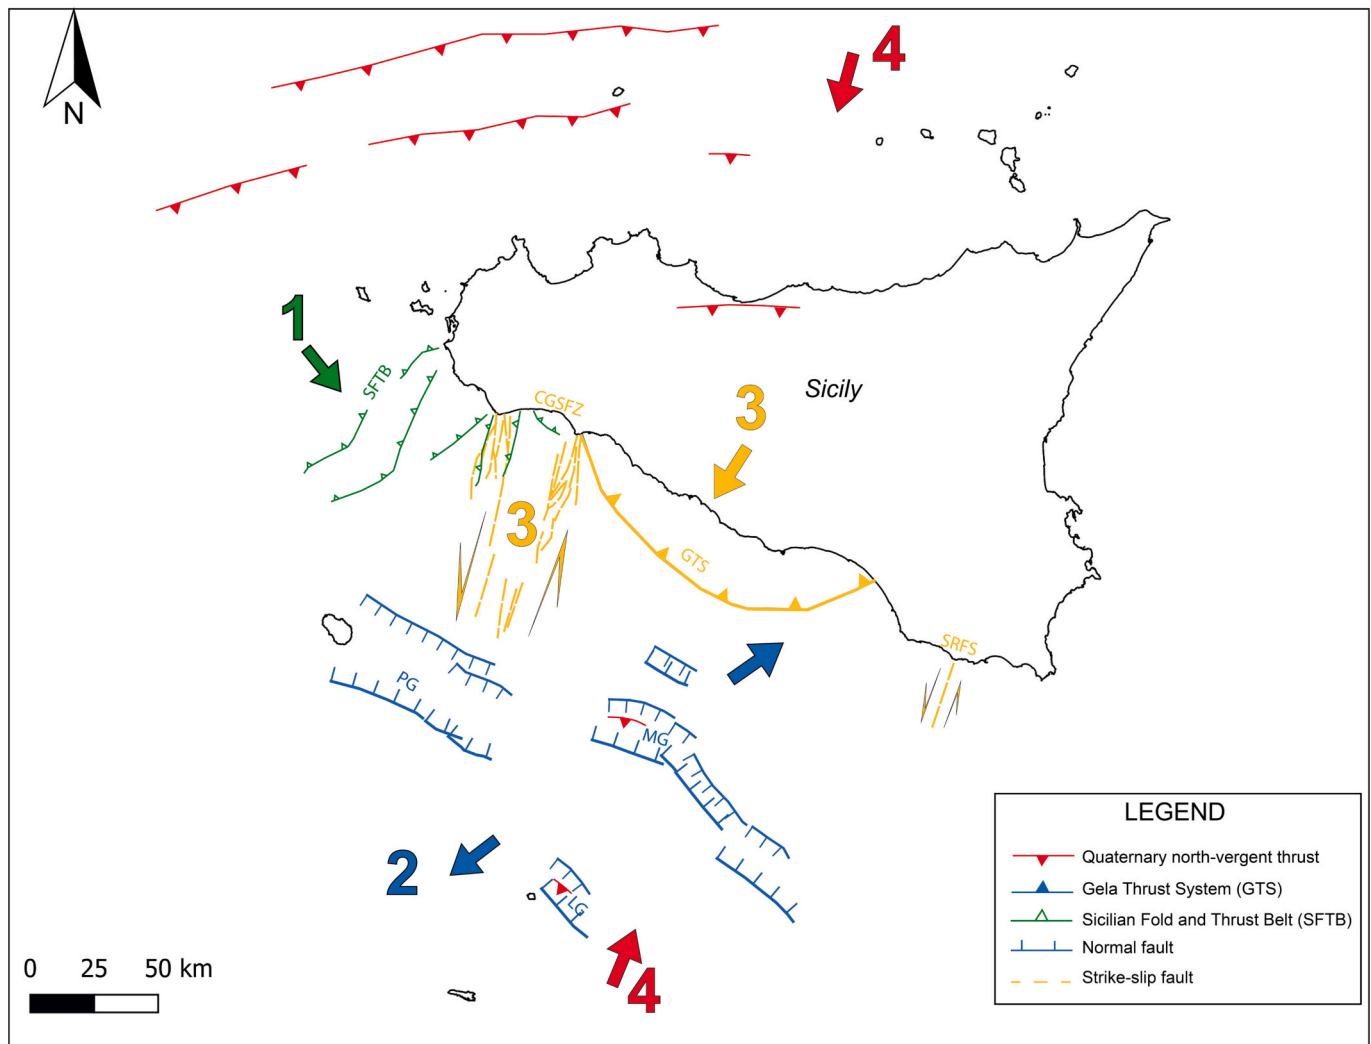 4
N
1
SFTB
CGSFZ
Sicily
3
3
GTS
SRFS
PG
MG
2
LG
4
0 25 50 km
LEGEND
Quaternary north-vergent thrust
Gela Thrust System (GTS)
Sicilian Fold and Thrust Belt (SFTB)
Normal fault
Strike-slip fault